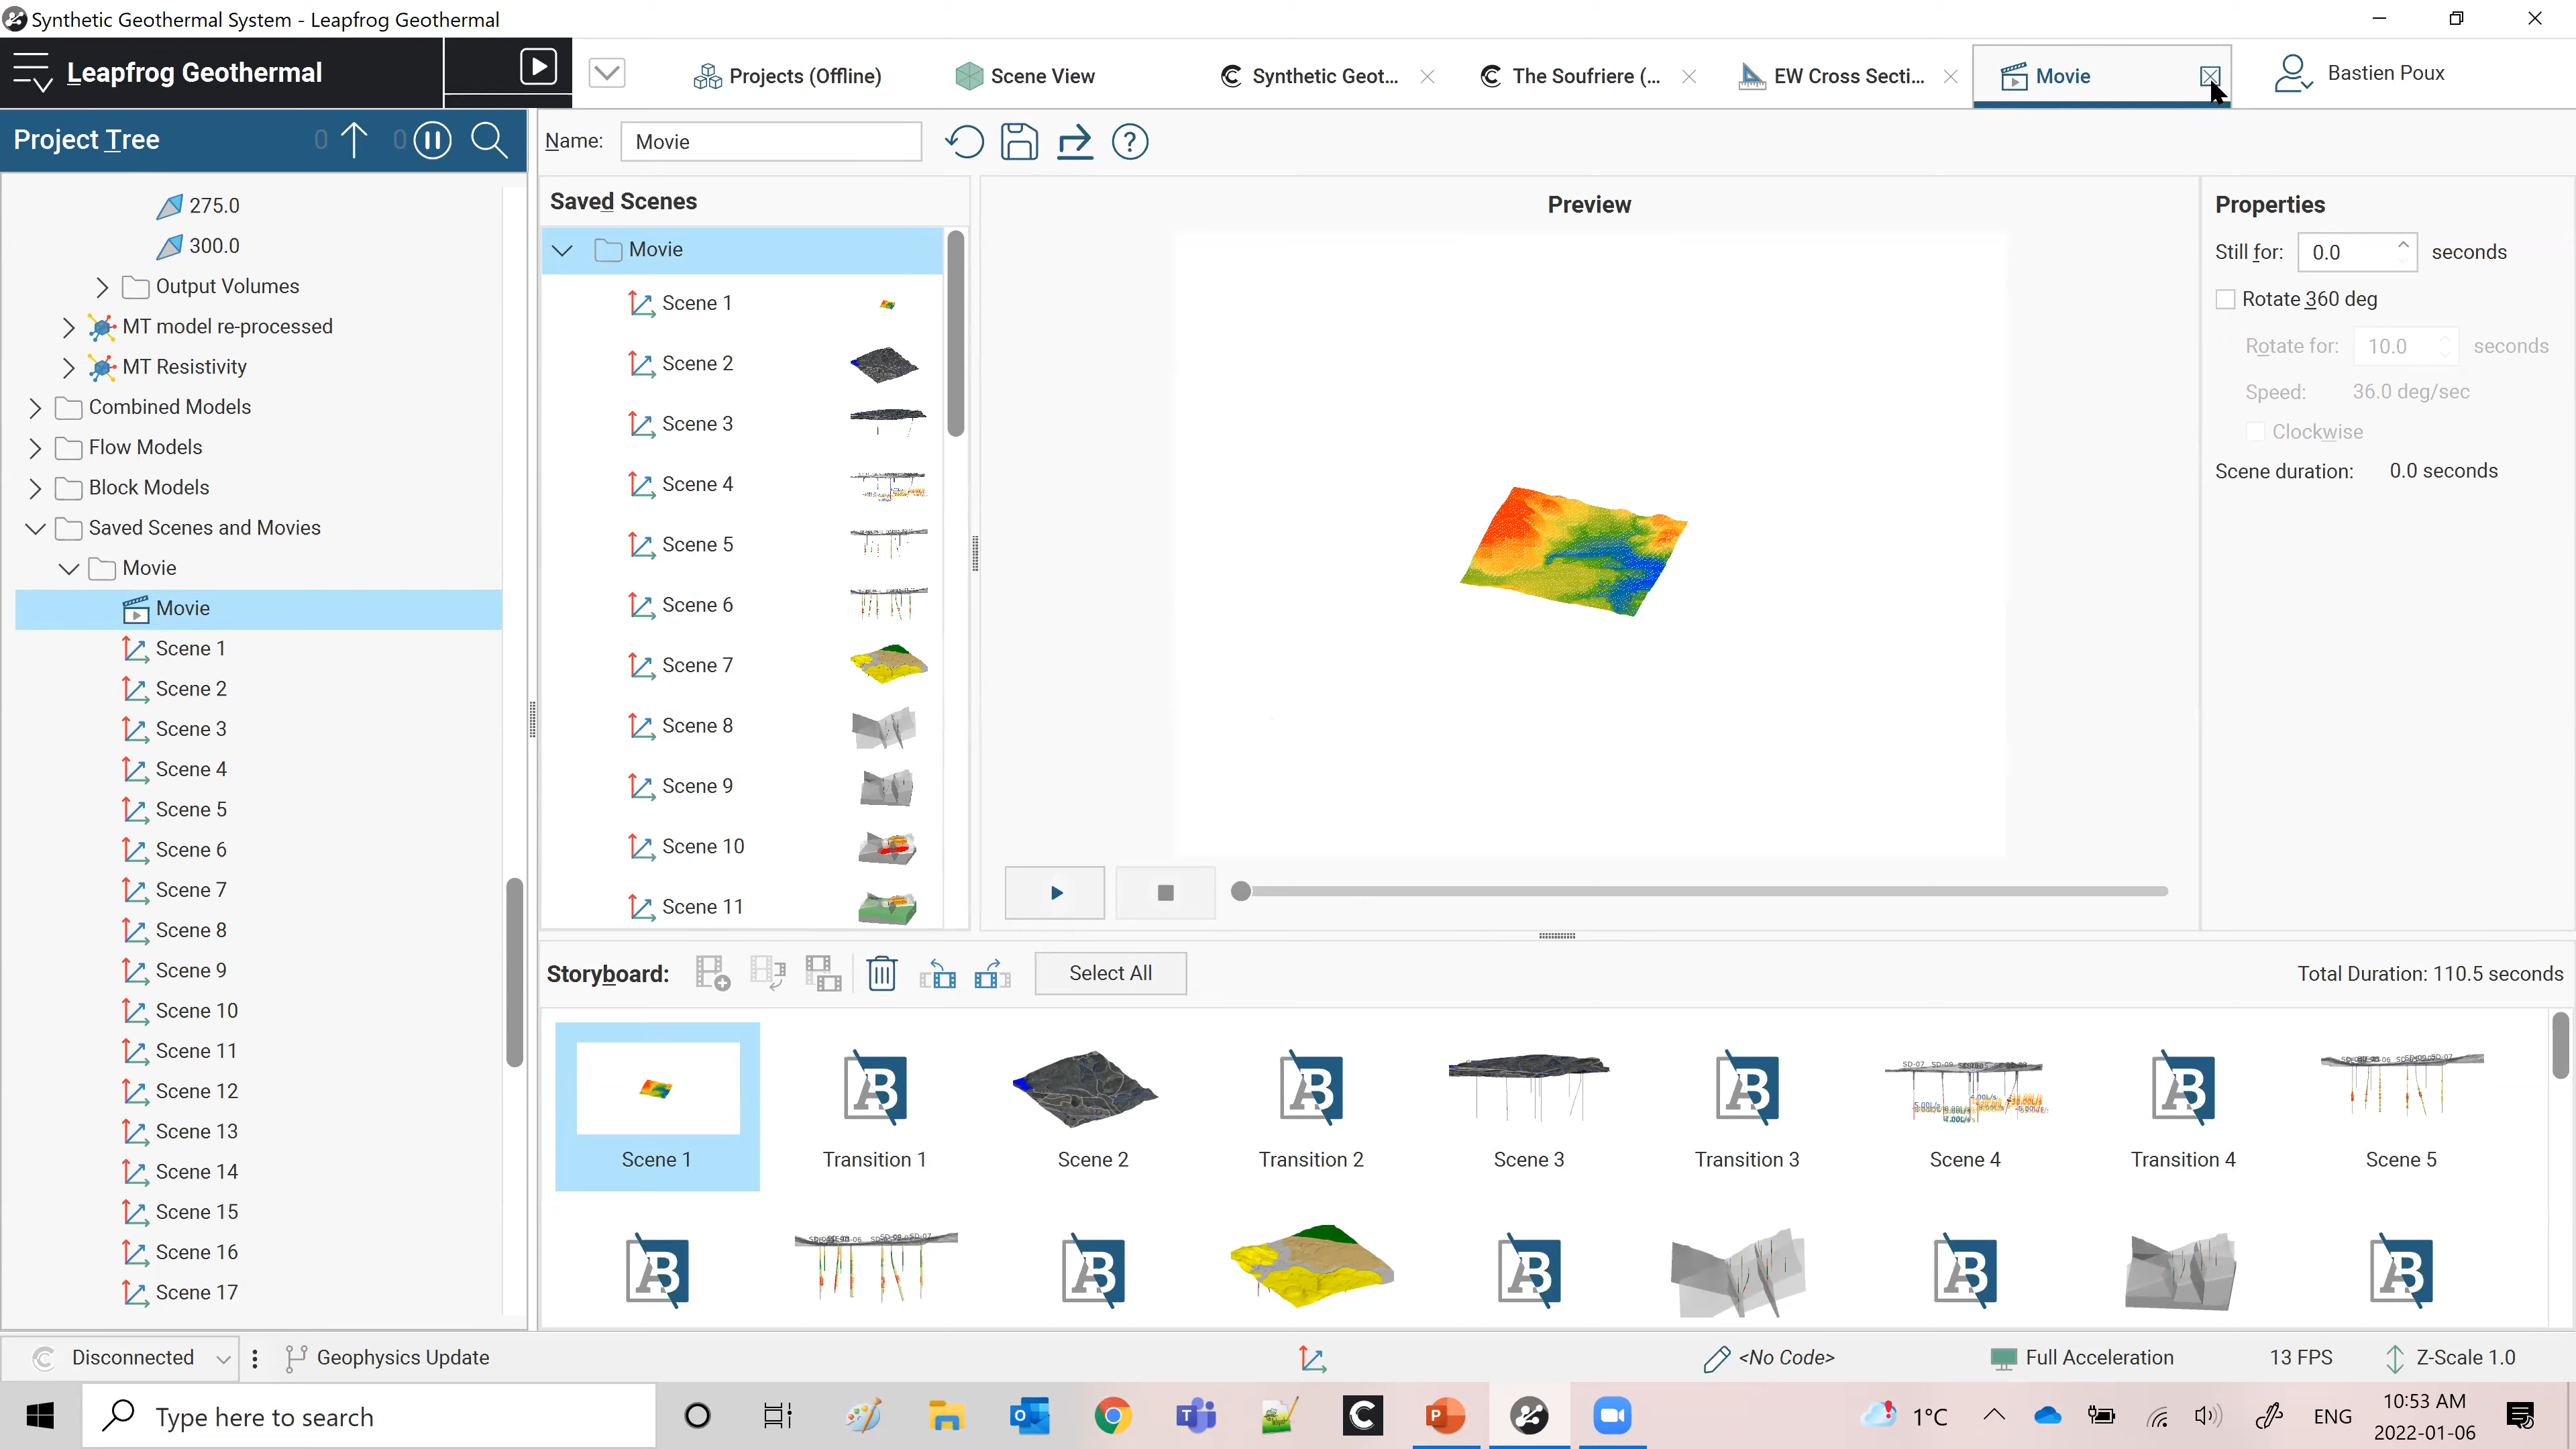 Synthetic Geothermal System - Leapfrog Geothermal
Leapfrog Geothermal
Projects (Offline)
Scene View
Synthetic Geot...
The Soufriere (...
EW Cross Secti...
Movie
Bastien Poux
Project Tree
0
0
Name:
Movie
275.0
300.0
Output Volumes
MT model re-processed
MT Resistivity
Combined Models
Flow Models
Block Models
Saved Scenes and Movies
Movie
Movie
Scene 1
Scene 2
Scene 3
Scene 4
Scene 5
Scene 6
Scene 7
Scene 8
Scene 9
Scene 10
Scene 11
Scene 12
Scene 13
Scene 14
Scene 15
Scene 16
Scene 17
Saved Scenes
Movie
Scene 1
Scene 2
Scene 3
Scene 4
Scene 5
Scene 6
Scene 7
Scene 8
Scene 9
Scene 10
Scene 11
Preview
Properties
Still for: 0.0 seconds
Rotate 360 deg
Rotate for: 10.0 seconds
Speed: 36.0 deg/sec
Clockwise
Scene duration: 0.0 seconds
Storyboard:
Select All
Total Duration: 110.5 seconds
Scene 1
Transition 1
Scene 2
Transition 2
Scene 3
Transition 3
Scene 4
Transition 4
Scene 5
Disconnected
Geophysics Update
<No Code>
Full Acceleration
13 FPS
Z-Scale 1.0
Type here to search
1°C
ENG
10:53 AM
2022-01-06